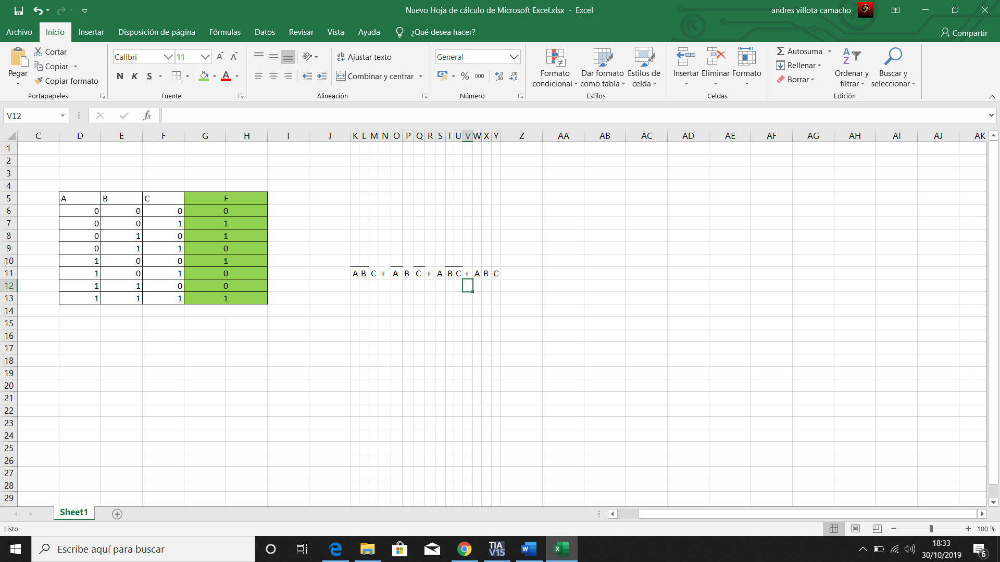 Nuevo Hoja de cálculo de Microsoft Excel.xlsx - Excel
andres villota camacho
Archivo Inicio Insertar Disposición de página Fórmulas Datos Revisar Vista Ayuda ¿Qué desea hacer? Compartir
Pegar
Cortar
Copiar
Copiar formato
Portapapeles
Calibri 11
N K S
Fuente
Ajustar texto
Combinar y centrar
Alineación
General
% 000
Número
Formato condicional
Dar formato como tabla
Estilos de celda
Estilos
Insertar Eliminar Formato
Celdas
Autosuma
Rellenar
Borrar
Ordenar y filtrar
Buscar y seleccionar
Edición
V12
fx
C D E F G H I J K L M N O P Q R S T U V W X Y Z AA AB AC AD AE AF AG AH AI AJ AK
1
2
3
4
5 A B C F
6 0 0 0 0
7 0 0 1 1
8 0 1 0 1
9 0 1 1 0
10 1 0 0 1
11 1 0 1 0 A B C + A B C + A B C + A B C
12 1 1 0 0
13 1 1 1 1
14
15
16
17
18
19
20
21
22
23
24
25
26
27
28
29
Sheet1
Listo
100 %
Escribe aquí para buscar
TIA V15
18:33
30/10/2019
6